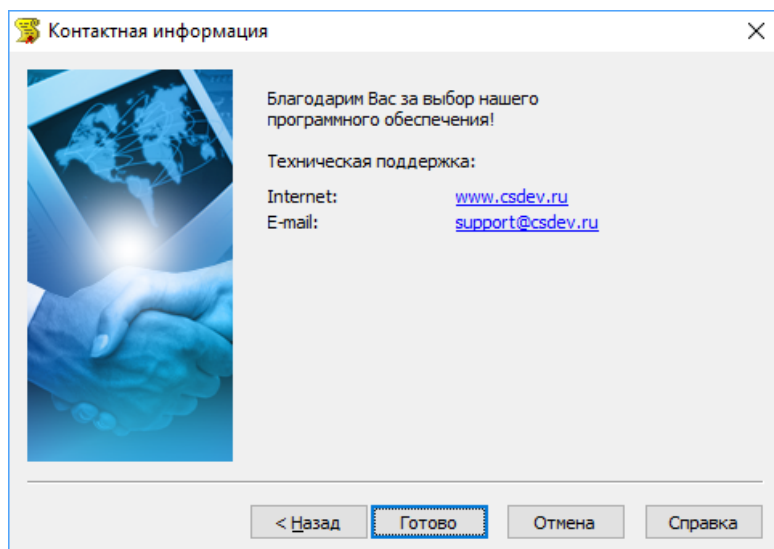 Контактная информация
Благодарим Вас за выбор нашего
программного обеспечения!
Техническая поддержка:
Internet: www.csdev.ru
E-mail: support@csdev.ru
< Назад Готово Отмена Справка